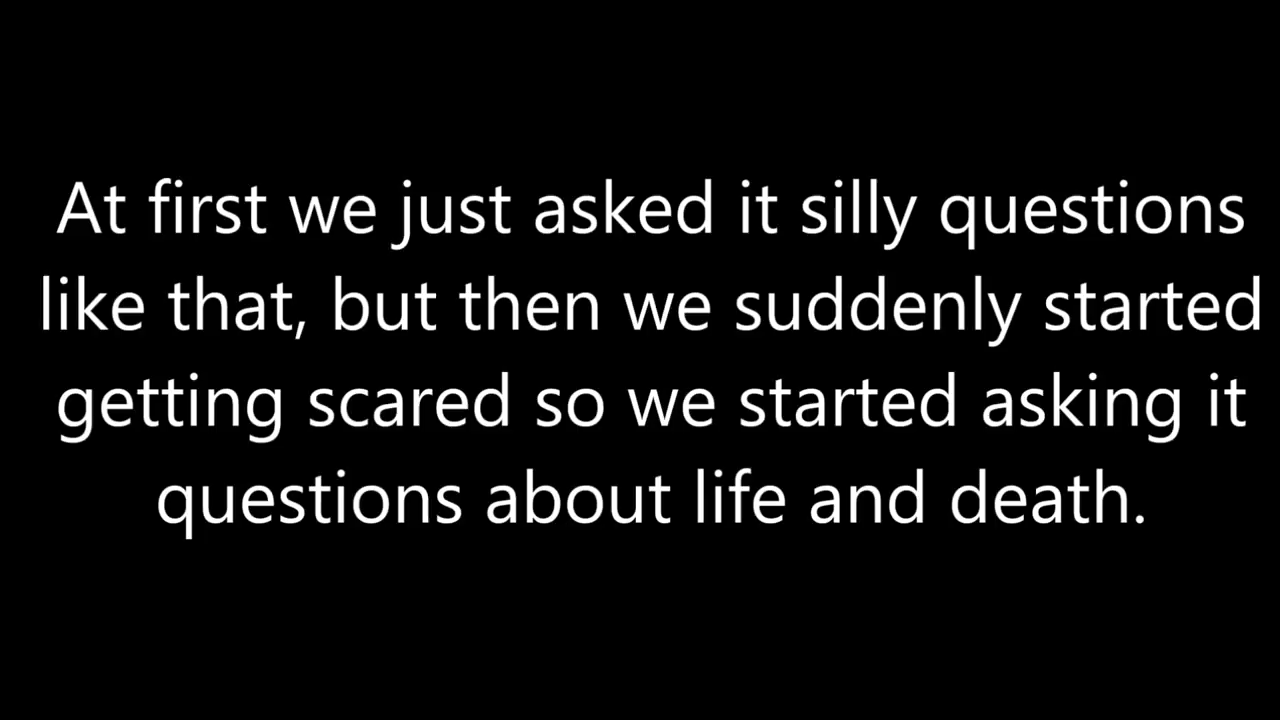 At first we just asked it silly questions
like that, but then we suddenly started
getting scared so we started asking it
questions about life and death.